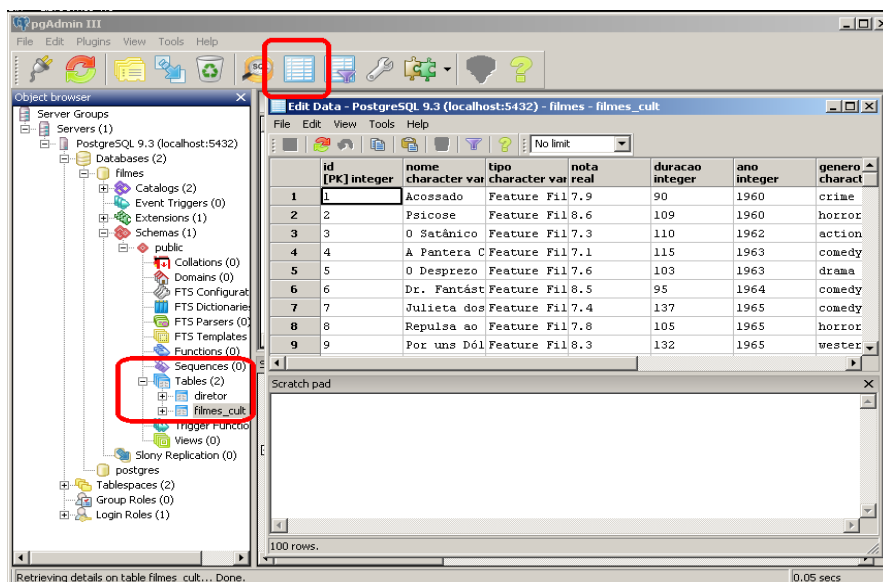 pgAdmin III
File Edit Plugins View Tools Help
SQL
Object browser
Server Groups
Servers (1)
PostgreSQL 9.3 (localhost:5432)
Databases (2)
filmes
Catalogs (2)
Event Triggers (0)
Extensions (1)
Schemas (1)
public
Collations (0)
Domains (0)
FTS Configurat
FTS Dictionarie
FTS Parsers (0)
FTS Templates
Functions (0)
Sequences (0)
Tables (2)
diretor
filmes_cult
Trigger Functio
Views (0)
Slony Replication (0)
postgres
Tablespaces (2)
Group Roles (0)
Login Roles (1)
Edit Data - PostgreSQL 9.3 (localhost:5432) - filmes - filmes_cult
File Edit View Tools Help
No limit
id nome tipo nota duracao ano genero
[PK] integer character var character var real integer integer charact
1 1 Acossado Feature Fil 7.9 90 1960 crime
2 2 Psicose Feature Fil 8.6 109 1960 horror
3 3 O Satânico Feature Fil 7.3 110 1962 action
4 4 A Pantera C Feature Fil 7.1 115 1963 comedy
5 5 O Desprezo Feature Fil 7.6 103 1963 drama
6 6 Dr. Fantást Feature Fil 8.5 95 1964 comedy
7 7 Julieta dos Feature Fil 7.4 137 1965 comedy
8 8 Repulsa ao Feature Fil 7.8 105 1965 horror
9 9 Por uns Dól Feature Fil 8.3 132 1965 wester
Scratch pad
100 rows.
Retrieving details on table filmes_cult... Done. 0.05 secs